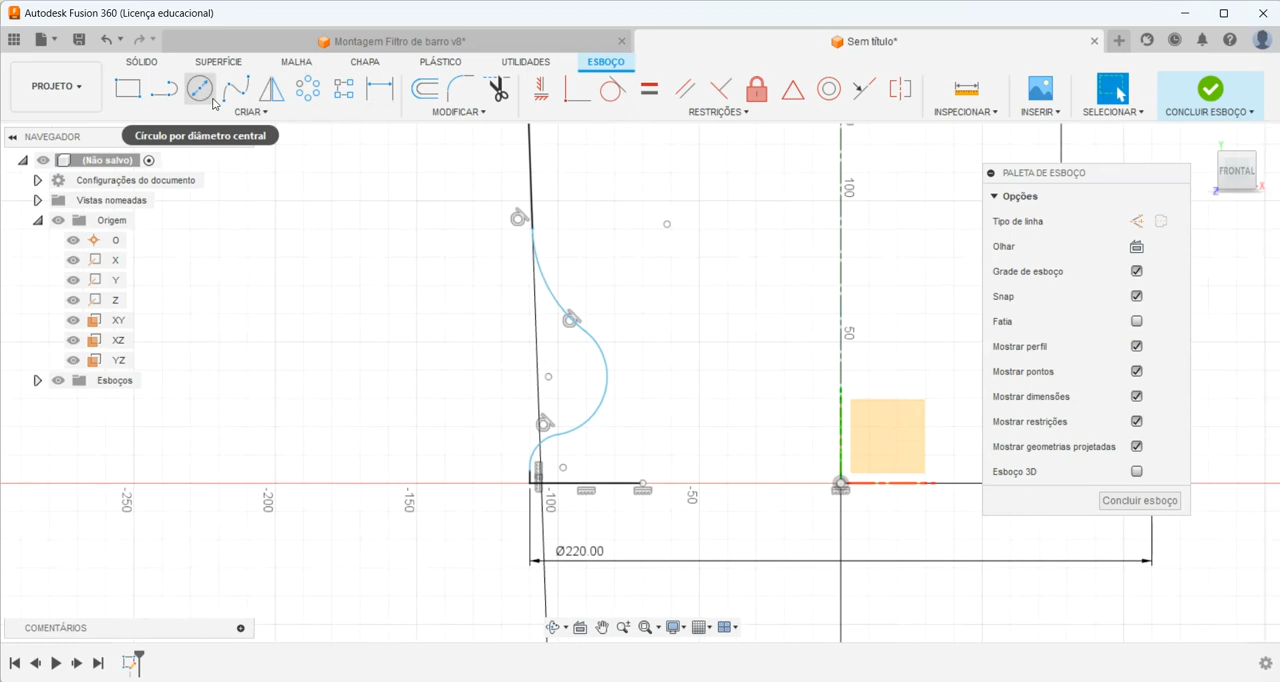 Autodesk Fusion 360 (Licença educacional)
Montagem Filtro de barro v8*
Sem título*
PROJETO
SÓLIDO
SUPERFÍCIE
MALHA
CHAPA
PLÁSTICO
UTILIDADES
ESBOÇO
CRIAR
MODIFICAR
RESTRIÇÕES
INSPECIONAR
INSERIR
SELECIONAR
CONCLUIR ESBOÇO
NAVEGADOR
Círculo por diâmetro central
(Não salvo)
Configurações do documento
Vistas nomeadas
Origem
O
X
Y
Z
XY
XZ
YZ
Esboços
100
50
-250
-200
-150
-100
-50
Ø220.00
Y
FRONTAL
X
Z
PALETA DE ESBOÇO
Opções
Tipo de linha
Olhar
Grade de esboço
Snap
Fatia
Mostrar perfil
Mostrar pontos
Mostrar dimensões
Mostrar restrições
Mostrar geometrias projetadas
Esboço 3D
Concluir esboço
COMENTÁRIOS